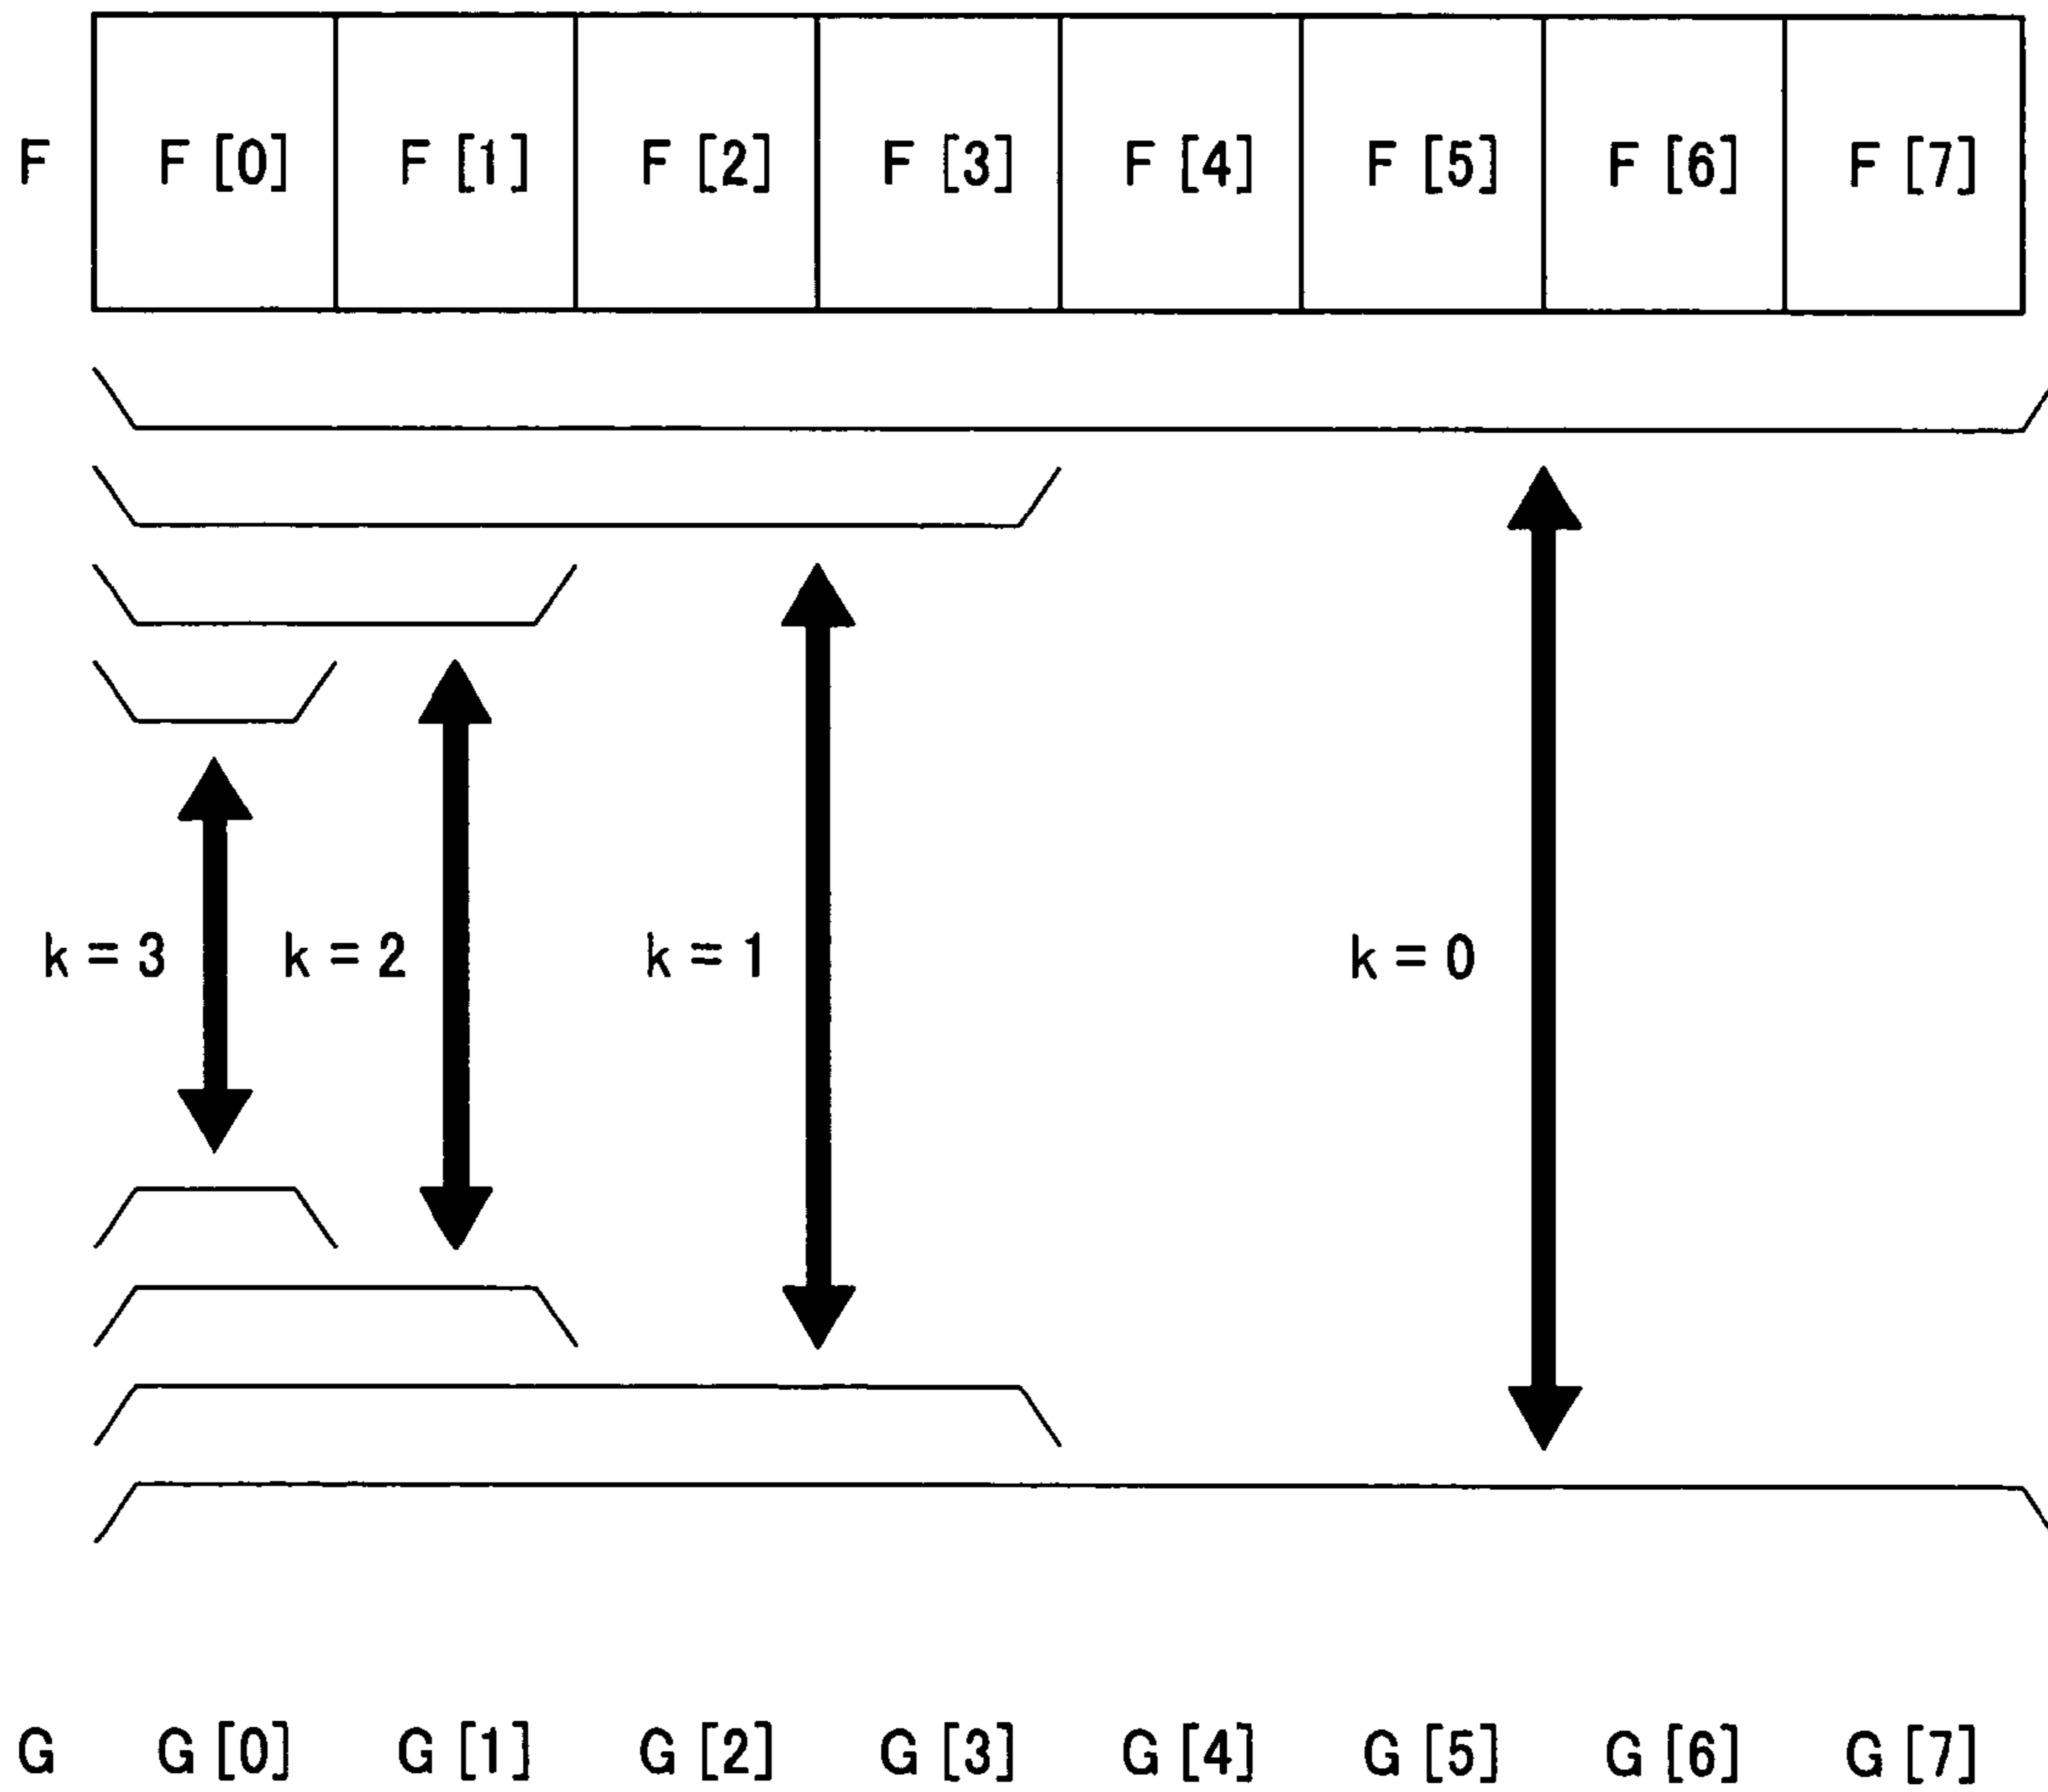 F F [0] F [1] F [2] F [3] F [4] F [5] F [6] F [7]
k = 3 k = 2 k = 1 k = 0
G G [0] G [1] G [2] G [3] G [4] G [5] G [6] G [7]